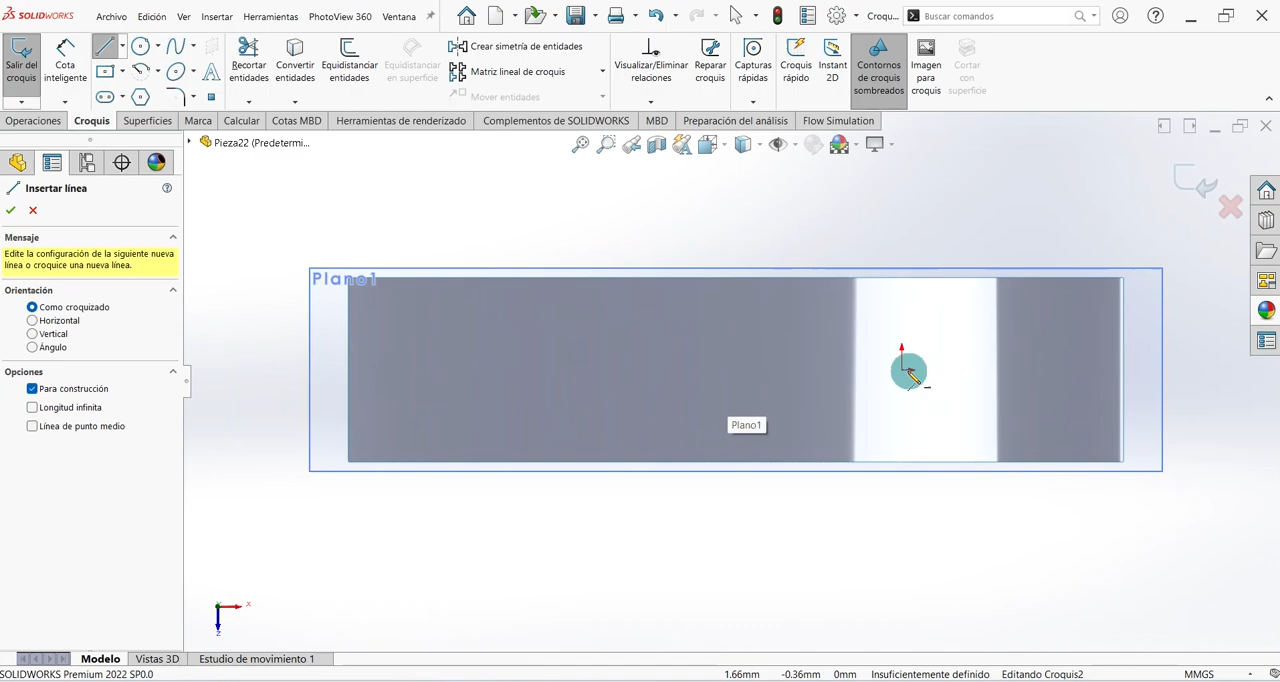 SOLIDWORKS
Archivo Edición Ver Insertar Herramientas PhotoView 360 Ventana
Croqu...
Buscar comandos
Salir del croquis
Cota inteligente
Recortar entidades
Convertir entidades
Equidistanciar entidades
Equidistanciar en superficie
Crear simetría de entidades
Matriz lineal de croquis
Mover entidades
Visualizar/Eliminar relaciones
Reparar croquis
Capturas rápidas
Croquis rápido
Instant 2D
Contornos de croquis sombreados
Imagen para croquis
Cortar con superficie
Operaciones Croquis Superficies Marca Calcular Cotas MBD Herramientas de renderizado Complementos de SOLIDWORKS MBD Preparación del análisis Flow Simulation
Pieza22 (Predetermi...
Insertar línea
Mensaje
Edite la configuración de la siguiente nueva
línea o croquice una nueva línea.
Orientación
Como croquizado
Horizontal
Vertical
Ángulo
Opciones
Para construcción
Longitud infinita
Línea de punto medio
Plano1
Plano1
x
z
Modelo Vistas 3D Estudio de movimiento 1
SOLIDWORKS Premium 2022 SP0.0
1.66mm -0.36mm 0mm Insuficientemente definido Editando Croquis2 MMGS